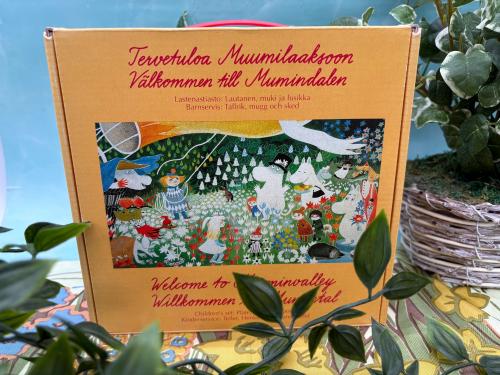 Tervetuloa Muumilaaksoon
Välkommen till Mumindalen
Lastenastiasto: Lautanen, muki ja lusikka
Barnservis: Tallrik, mugg och sked
Welcome to
Willkommen
Children's set:
Kinderservice: Teller,